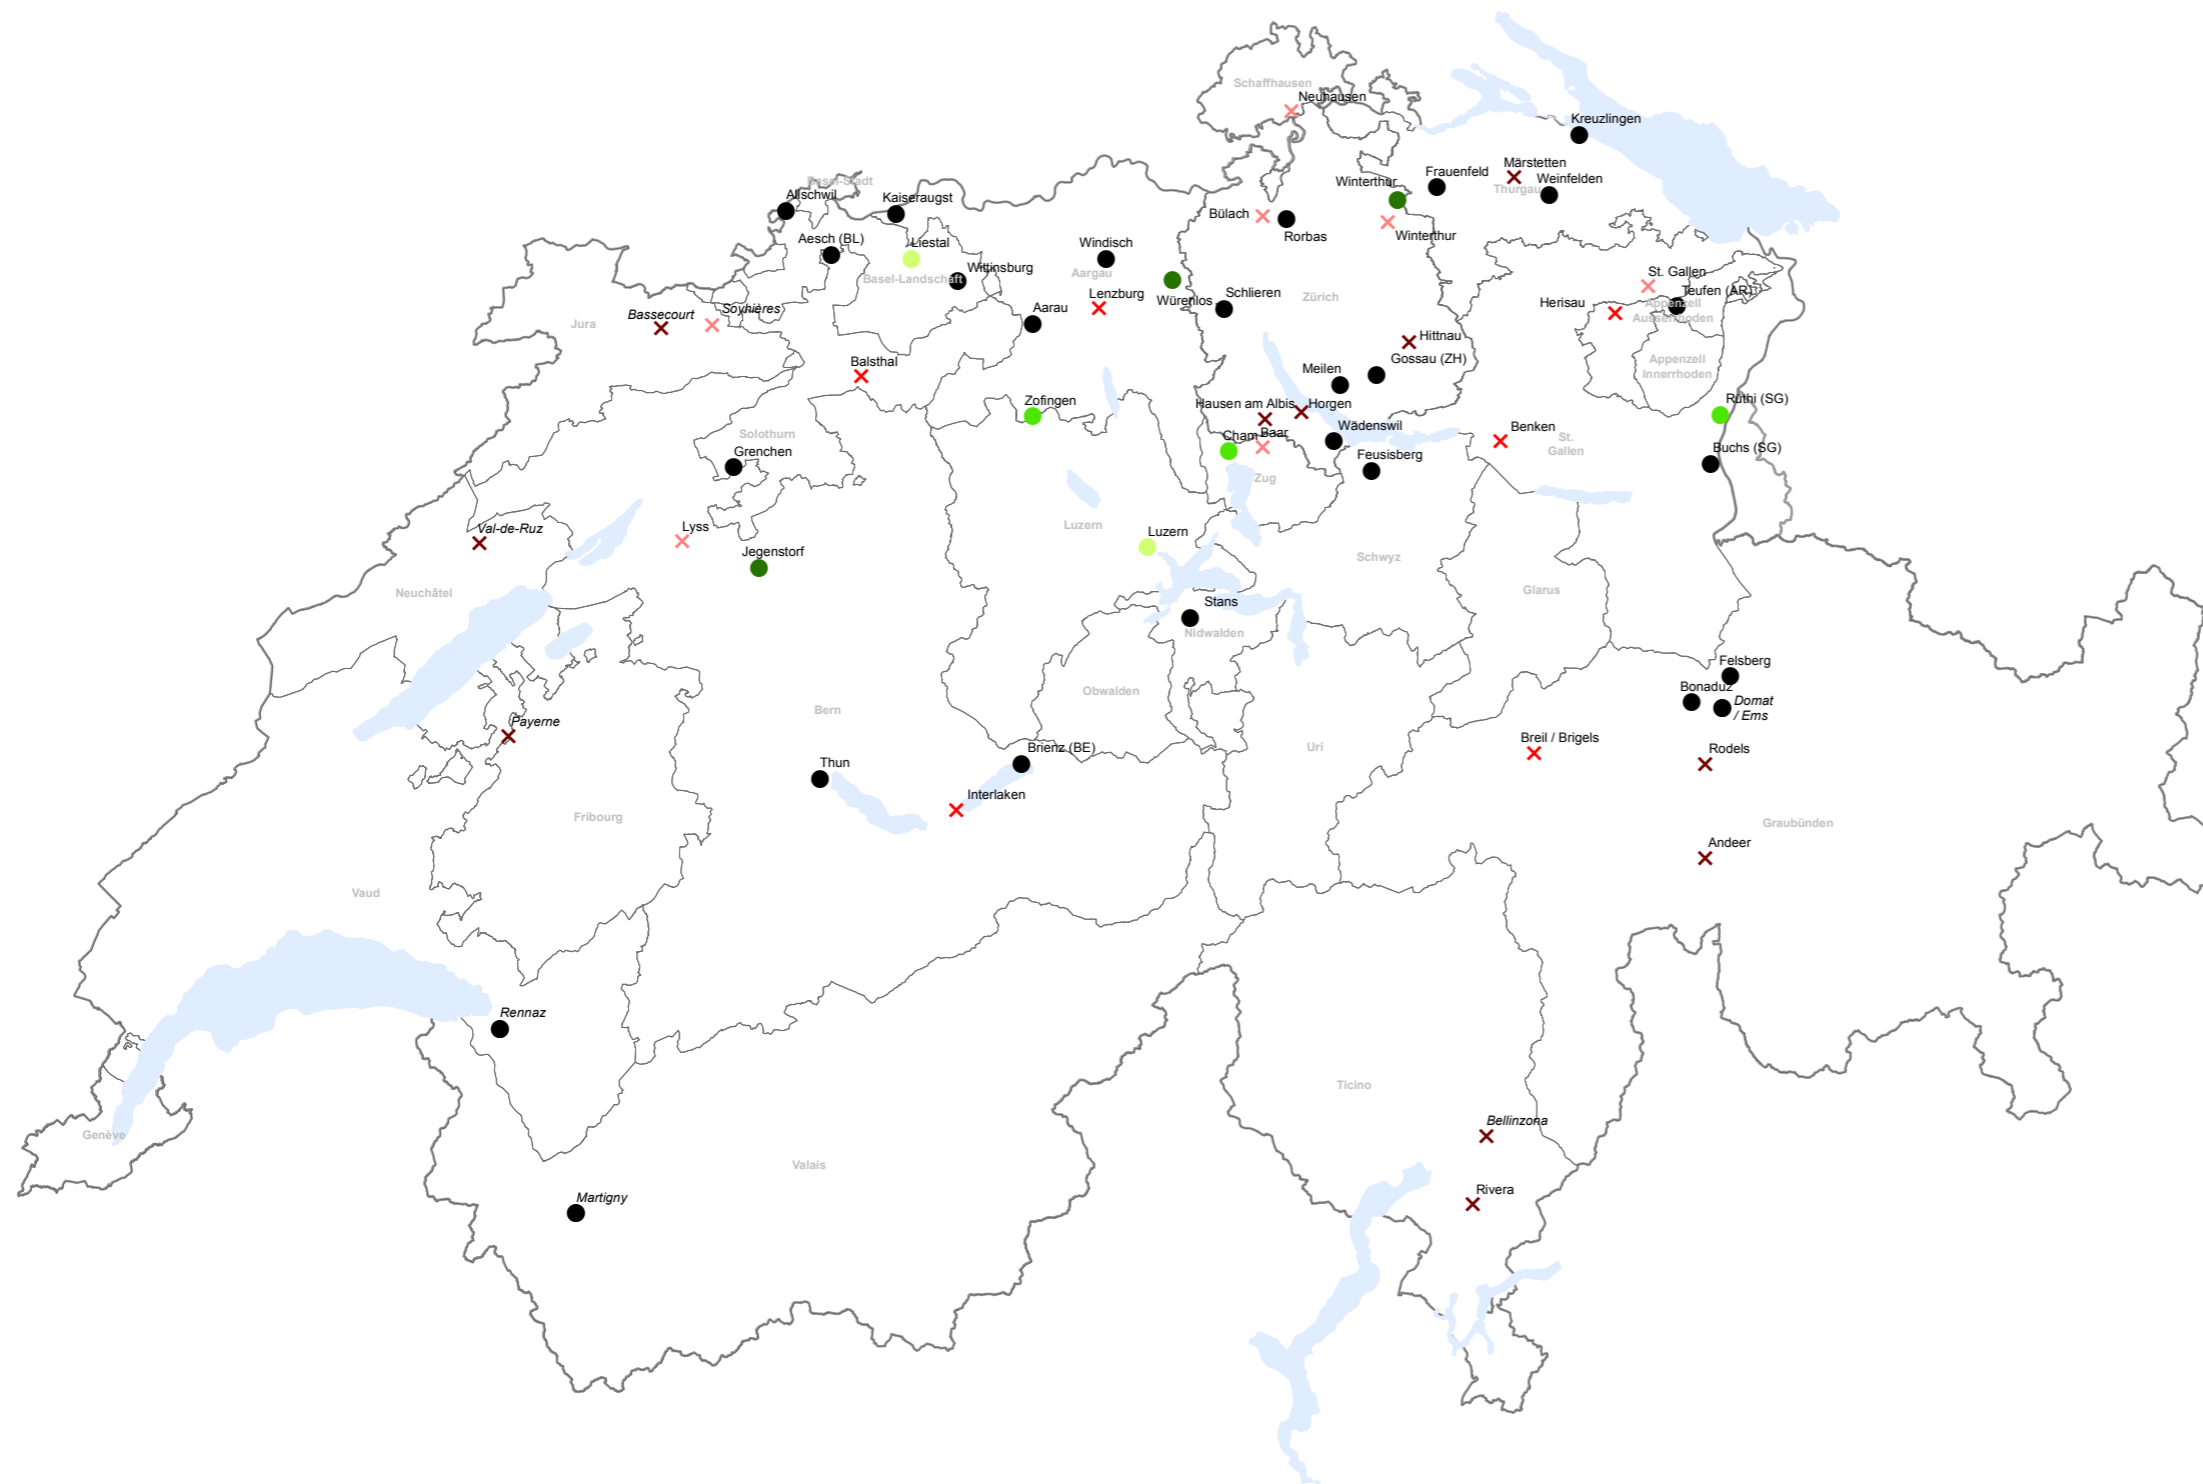 Schaffhausen
Neuhausen
Kreuzlingen
Märstetten
Frauenfeld
Weinfelden
Thurgau
Winterthur
Winterthur
Bülach
Rorbas
Basel-Stadt
Allschwil
Kaiseraugst
Aesch (BL)
Liestal
Basel-Landschaft
Wittinsburg
Windisch
Aargau
Würenlos
Lenzburg
Aarau
Schlieren
Zürich
St. Gallen
Teufen (AR)
Herisau
Appenzell
Ausserrhoden
Appenzell
Innerrhoden
Soyhières
Bassecourt
Jura
Balsthal
Hittnau
Gossau (ZH)
Meilen
Zofingen
Hausen am Albis
Horgen
Cham
Baar
Wädenswil
Feusisberg
Zug
Benken
St.
Gallen
Rüthi (SG)
Buchs (SG)
Solothurn
Grenchen
Val-de-Ruz
Lyss
Jegenstorf
Luzern
Luzern
Schwyz
Glarus
Neuchâtel
Stans
Nidwalden
Obwalden
Felsberg
Bonaduz
Domat
/ Ems
Bern
Payerne
Uri
Breil / Brigels
Rodels
Thun
Brienz (BE)
Interlaken
Fribourg
Graubünden
Andeer
Vaud
Rennaz
Ticino
Bellinzona
Genève
Valais
Rivera
Martigny